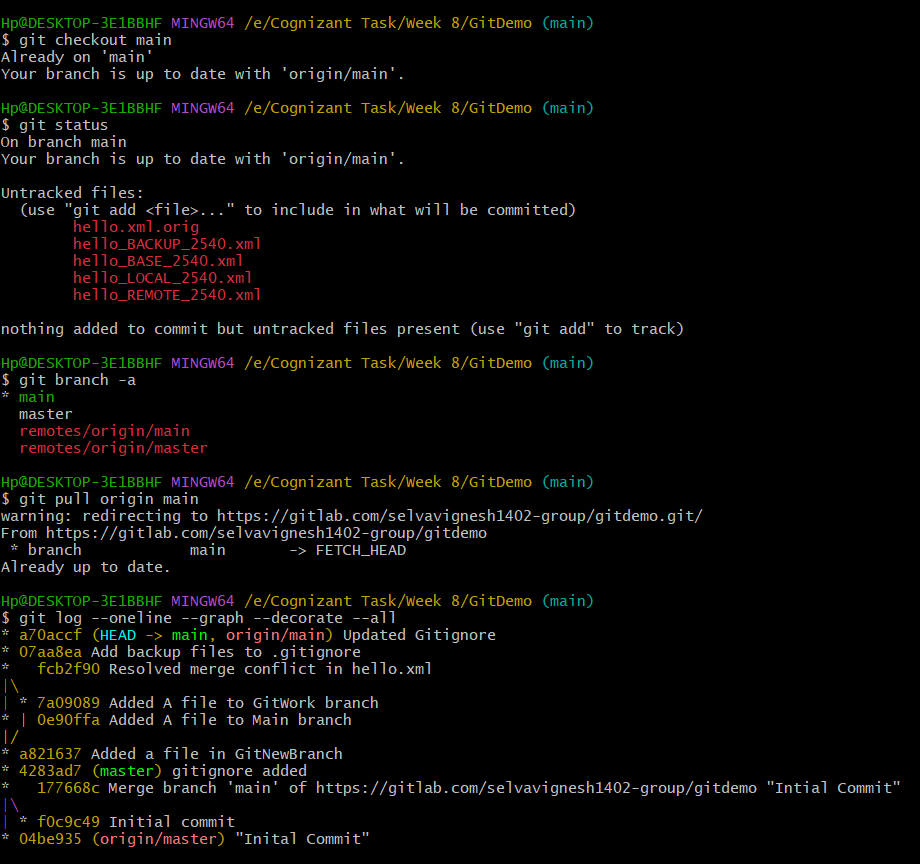 Hp@DESKTOP-3E1BBHF MINGW64 /e/Cognizant Task/Week 8/GitDemo (main)
$ git checkout main
Already on 'main'
Your branch is up to date with 'origin/main'.

Hp@DESKTOP-3E1BBHF MINGW64 /e/Cognizant Task/Week 8/GitDemo (main)
$ git status
On branch main
Your branch is up to date with 'origin/main'.

Untracked files:
  (use "git add <file>..." to include in what will be committed)
        hello.xml.orig
        hello_BACKUP_2540.xml
        hello_BASE_2540.xml
        hello_LOCAL_2540.xml
        hello_REMOTE_2540.xml

nothing added to commit but untracked files present (use "git add" to track)

Hp@DESKTOP-3E1BBHF MINGW64 /e/Cognizant Task/Week 8/GitDemo (main)
$ git branch -a
* main
  master
  remotes/origin/main
  remotes/origin/master

Hp@DESKTOP-3E1BBHF MINGW64 /e/Cognizant Task/Week 8/GitDemo (main)
$ git pull origin main
warning: redirecting to https://gitlab.com/selvavignesh1402-group/gitdemo.git/
From https://gitlab.com/selvavignesh1402-group/gitdemo
 * branch            main       -> FETCH_HEAD
Already up to date.

Hp@DESKTOP-3E1BBHF MINGW64 /e/Cognizant Task/Week 8/GitDemo (main)
$ git log --oneline --graph --decorate --all
* a70accf (HEAD -> main, origin/main) Updated Gitignore
* 07aa8ea Add backup files to .gitignore
*   fcb2f90 Resolved merge conflict in hello.xml
|\
| * 7a09089 Added A file to GitWork branch
* | 0e90ffa Added A file to Main branch
|/
* a821637 Added a file in GitNewBranch
* 4283ad7 (master) gitignore added
*   177668c Merge branch 'main' of https://gitlab.com/selvavignesh1402-group/gitdemo "Intial Commit"
|\
| * f0c9c49 Initial commit
* 04be935 (origin/master) "Inital Commit"